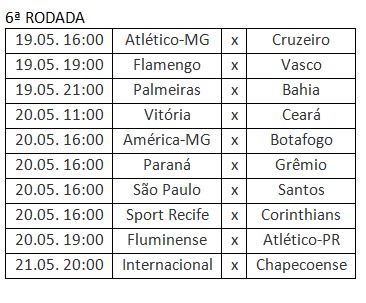 6ª RODADA
19.05. 16:00 Atlético-MG x Cruzeiro
19.05. 19:00 Flamengo x Vasco
19.05. 21:00 Palmeiras x Bahia
20.05. 11:00 Vitória x Ceará
20.05. 16:00 América-MG x Botafogo
20.05. 16:00 Paraná x Grêmio
20.05. 16:00 São Paulo x Santos
20.05. 16:00 Sport Recife x Corinthians
20.05. 19:00 Fluminense x Atlético-PR
21.05. 20:00 Internacional x Chapecoense